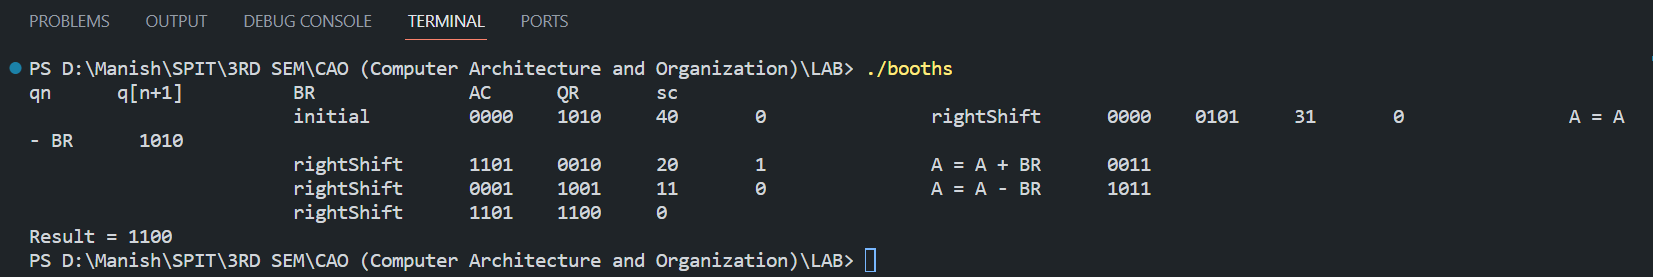 PROBLEMS OUTPUT DEBUG CONSOLE TERMINAL PORTS
PS D:\Manish\SPIT\3RD SEM\CAO (Computer Architecture and Organization)\LAB> ./booths
qn q[n+1] BR AC QR sc
initial 0000 1010 40 0 rightShift 0000 0101 31 0 A = A
- BR 1010
rightShift 1101 0010 20 1 A = A + BR 0011
rightShift 0001 1001 11 0 A = A - BR 1011
rightShift 1101 1100 0
Result = 1100
PS D:\Manish\SPIT\3RD SEM\CAO (Computer Architecture and Organization)\LAB>